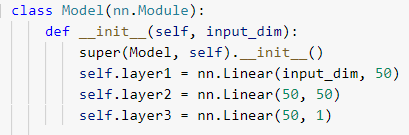 class Model(nn.Module):
    def __init__(self, input_dim):
        super(Model, self).__init__()
        self.layer1 = nn.Linear(input_dim, 50)
        self.layer2 = nn.Linear(50, 50)
        self.layer3 = nn.Linear(50, 1)